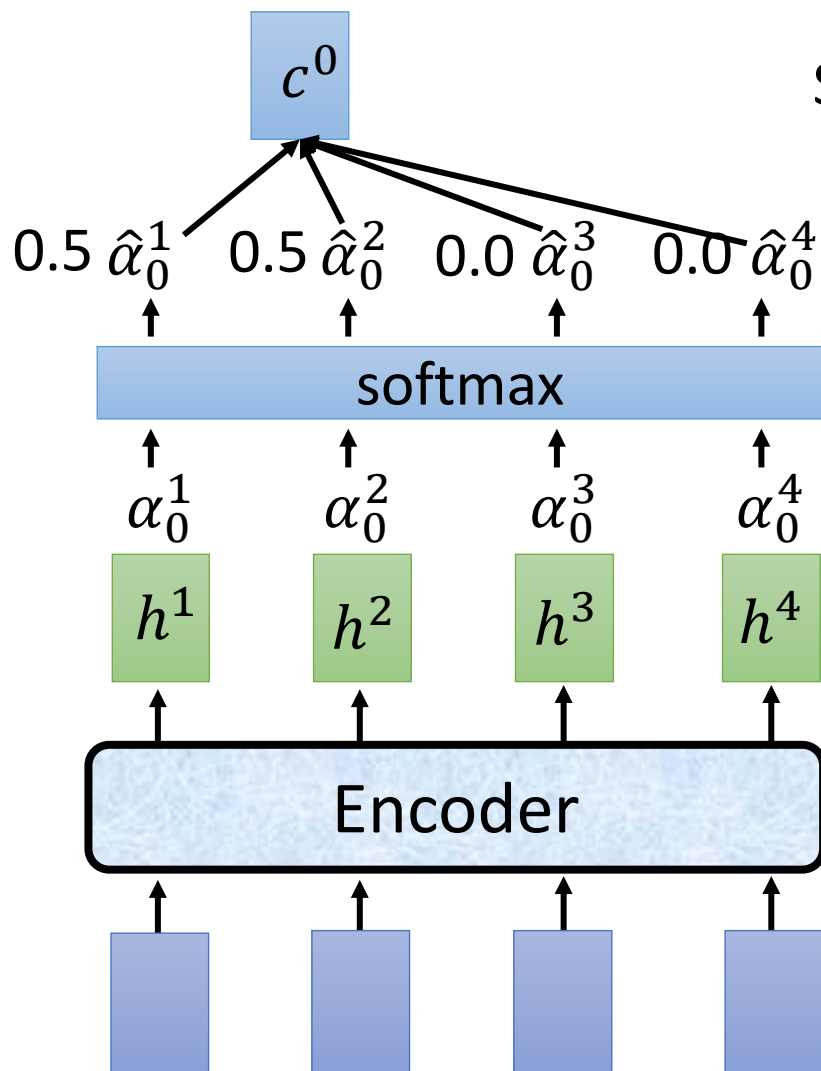 c⁰
0.5 α̂₀¹ 0.5 α̂₀² 0.0 α̂₀³ 0.0 α̂₀⁴
softmax
α₀¹ α₀² α₀³ α₀⁴
h¹ h² h³ h⁴
Encoder